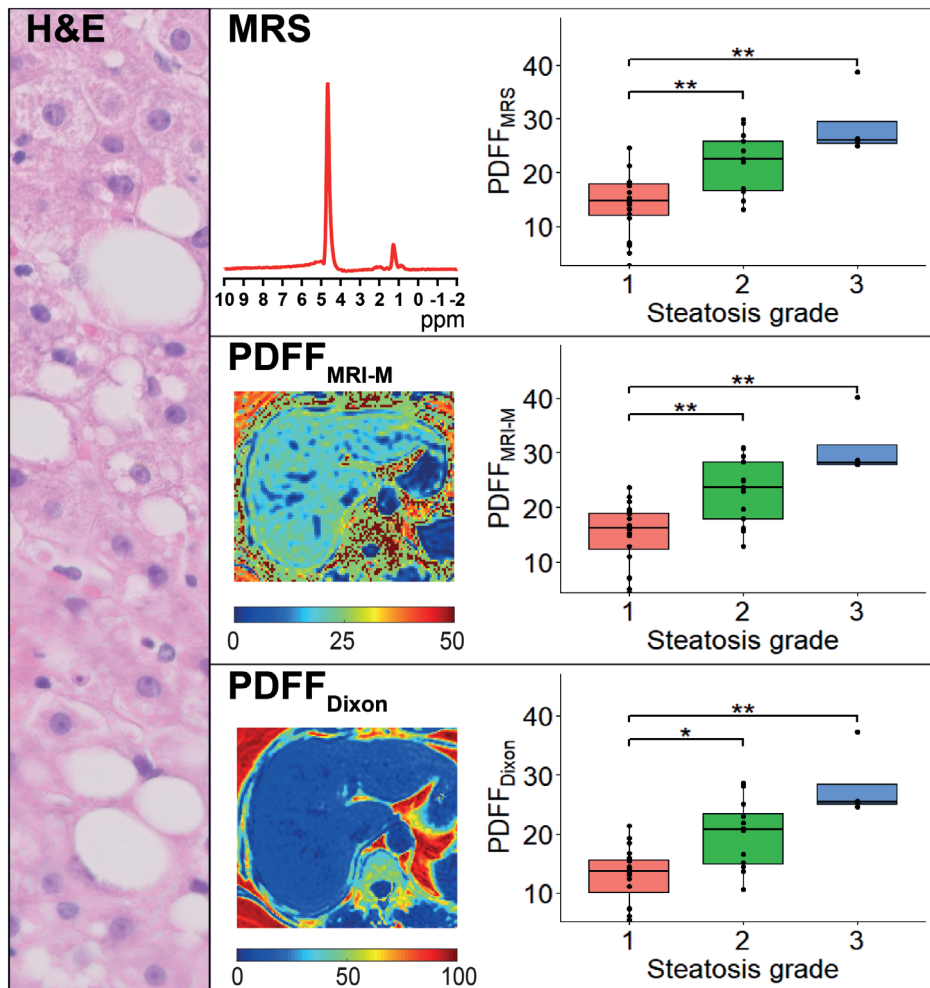 H&E
MRS
10 9 8 7 6 5 4 3 2 1 0 -1 -2
ppm
PDFF_MRS
40
30
20
10
**
**
1 2 3
Steatosis grade
PDFF_MRI-M
0 25 50
PDFF_MRI-M
40
30
20
10
**
**
1 2 3
Steatosis grade
PDFF_Dixon
0 50 100
PDFF_Dixon
40
30
20
10
**
*
1 2 3
Steatosis grade